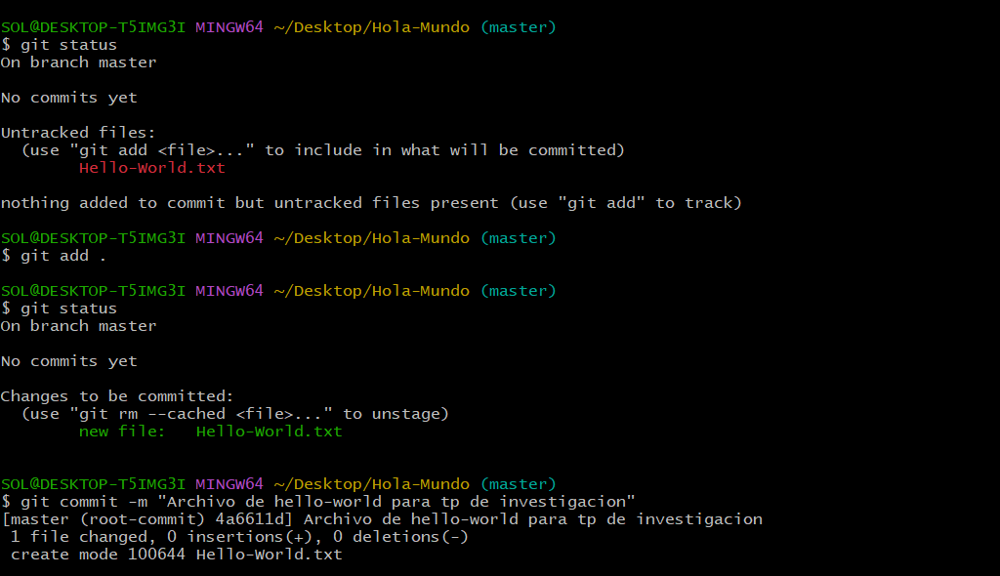 SOL@DESKTOP-T5IMG3I MINGW64 ~/Desktop/Hola-Mundo (master)
$ git status
On branch master
No commits yet
Untracked files:
  (use "git add <file>..." to include in what will be committed)
        Hello-World.txt
nothing added to commit but untracked files present (use "git add" to track)
SOL@DESKTOP-T5IMG3I MINGW64 ~/Desktop/Hola-Mundo (master)
$ git add .
SOL@DESKTOP-T5IMG3I MINGW64 ~/Desktop/Hola-Mundo (master)
$ git status
On branch master
No commits yet
Changes to be committed:
  (use "git rm --cached <file>..." to unstage)
        new file:   Hello-World.txt
SOL@DESKTOP-T5IMG3I MINGW64 ~/Desktop/Hola-Mundo (master)
$ git commit -m "Archivo de hello-world para tp de investigacion"
[master (root-commit) 4a6611d] Archivo de hello-world para tp de investigacion
 1 file changed, 0 insertions(+), 0 deletions(-)
 create mode 100644 Hello-World.txt